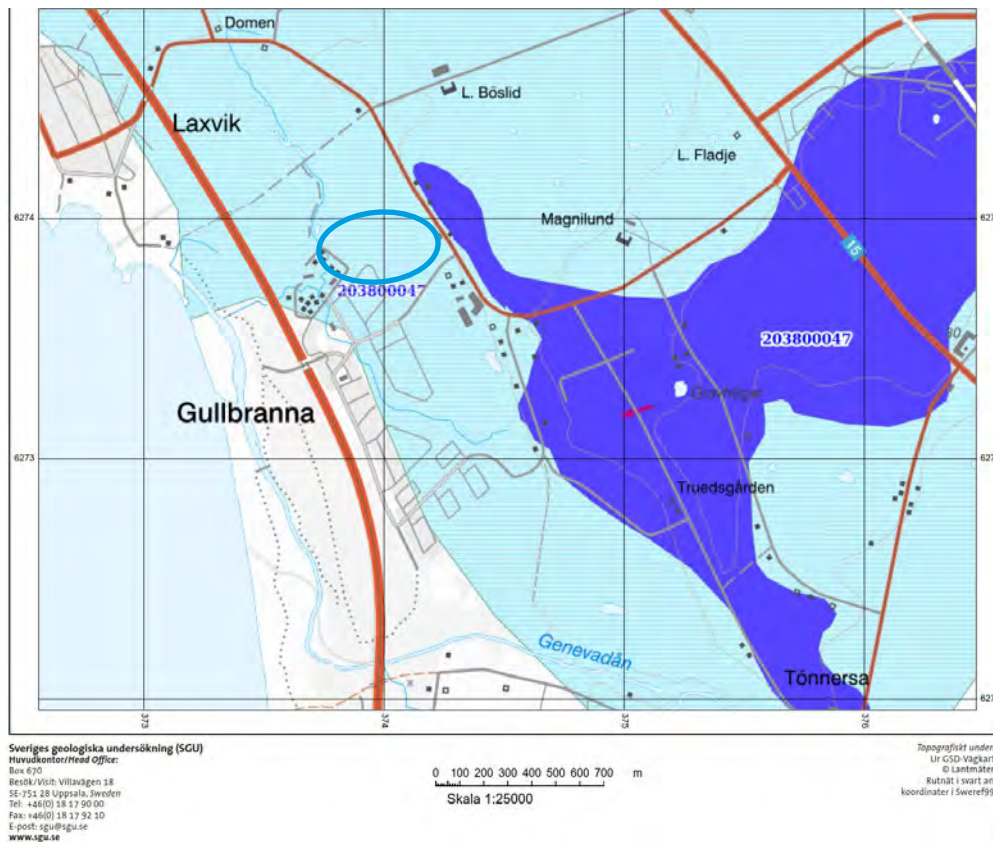 Domen
L. Böslid
Laxvik
L. Fladje
6274
Magnilund
15
203800047
203800047
Gravhögar
Gullbranna
6273
Truedsgården
Genevadån
Tönnersa
373
374
375
376
Sveriges geologiska undersökning (SGU)
Huvudkontor/Head Office:
Box 670
Besök/Visit: Villavägen 18
SE-751 28 Uppsala, Sweden
Tel: +46(0) 18 17 90 00
Fax: +46(0) 18 17 92 10
E-post: sgu@sgu.se
www.sgu.se
0 100 200 300 400 500 600 700 m
Skala 1:25000
Topografiskt under
Ur GSD-Vägkart
© Lantmäter
Rutnät i svart an
koordinater i Sweref99